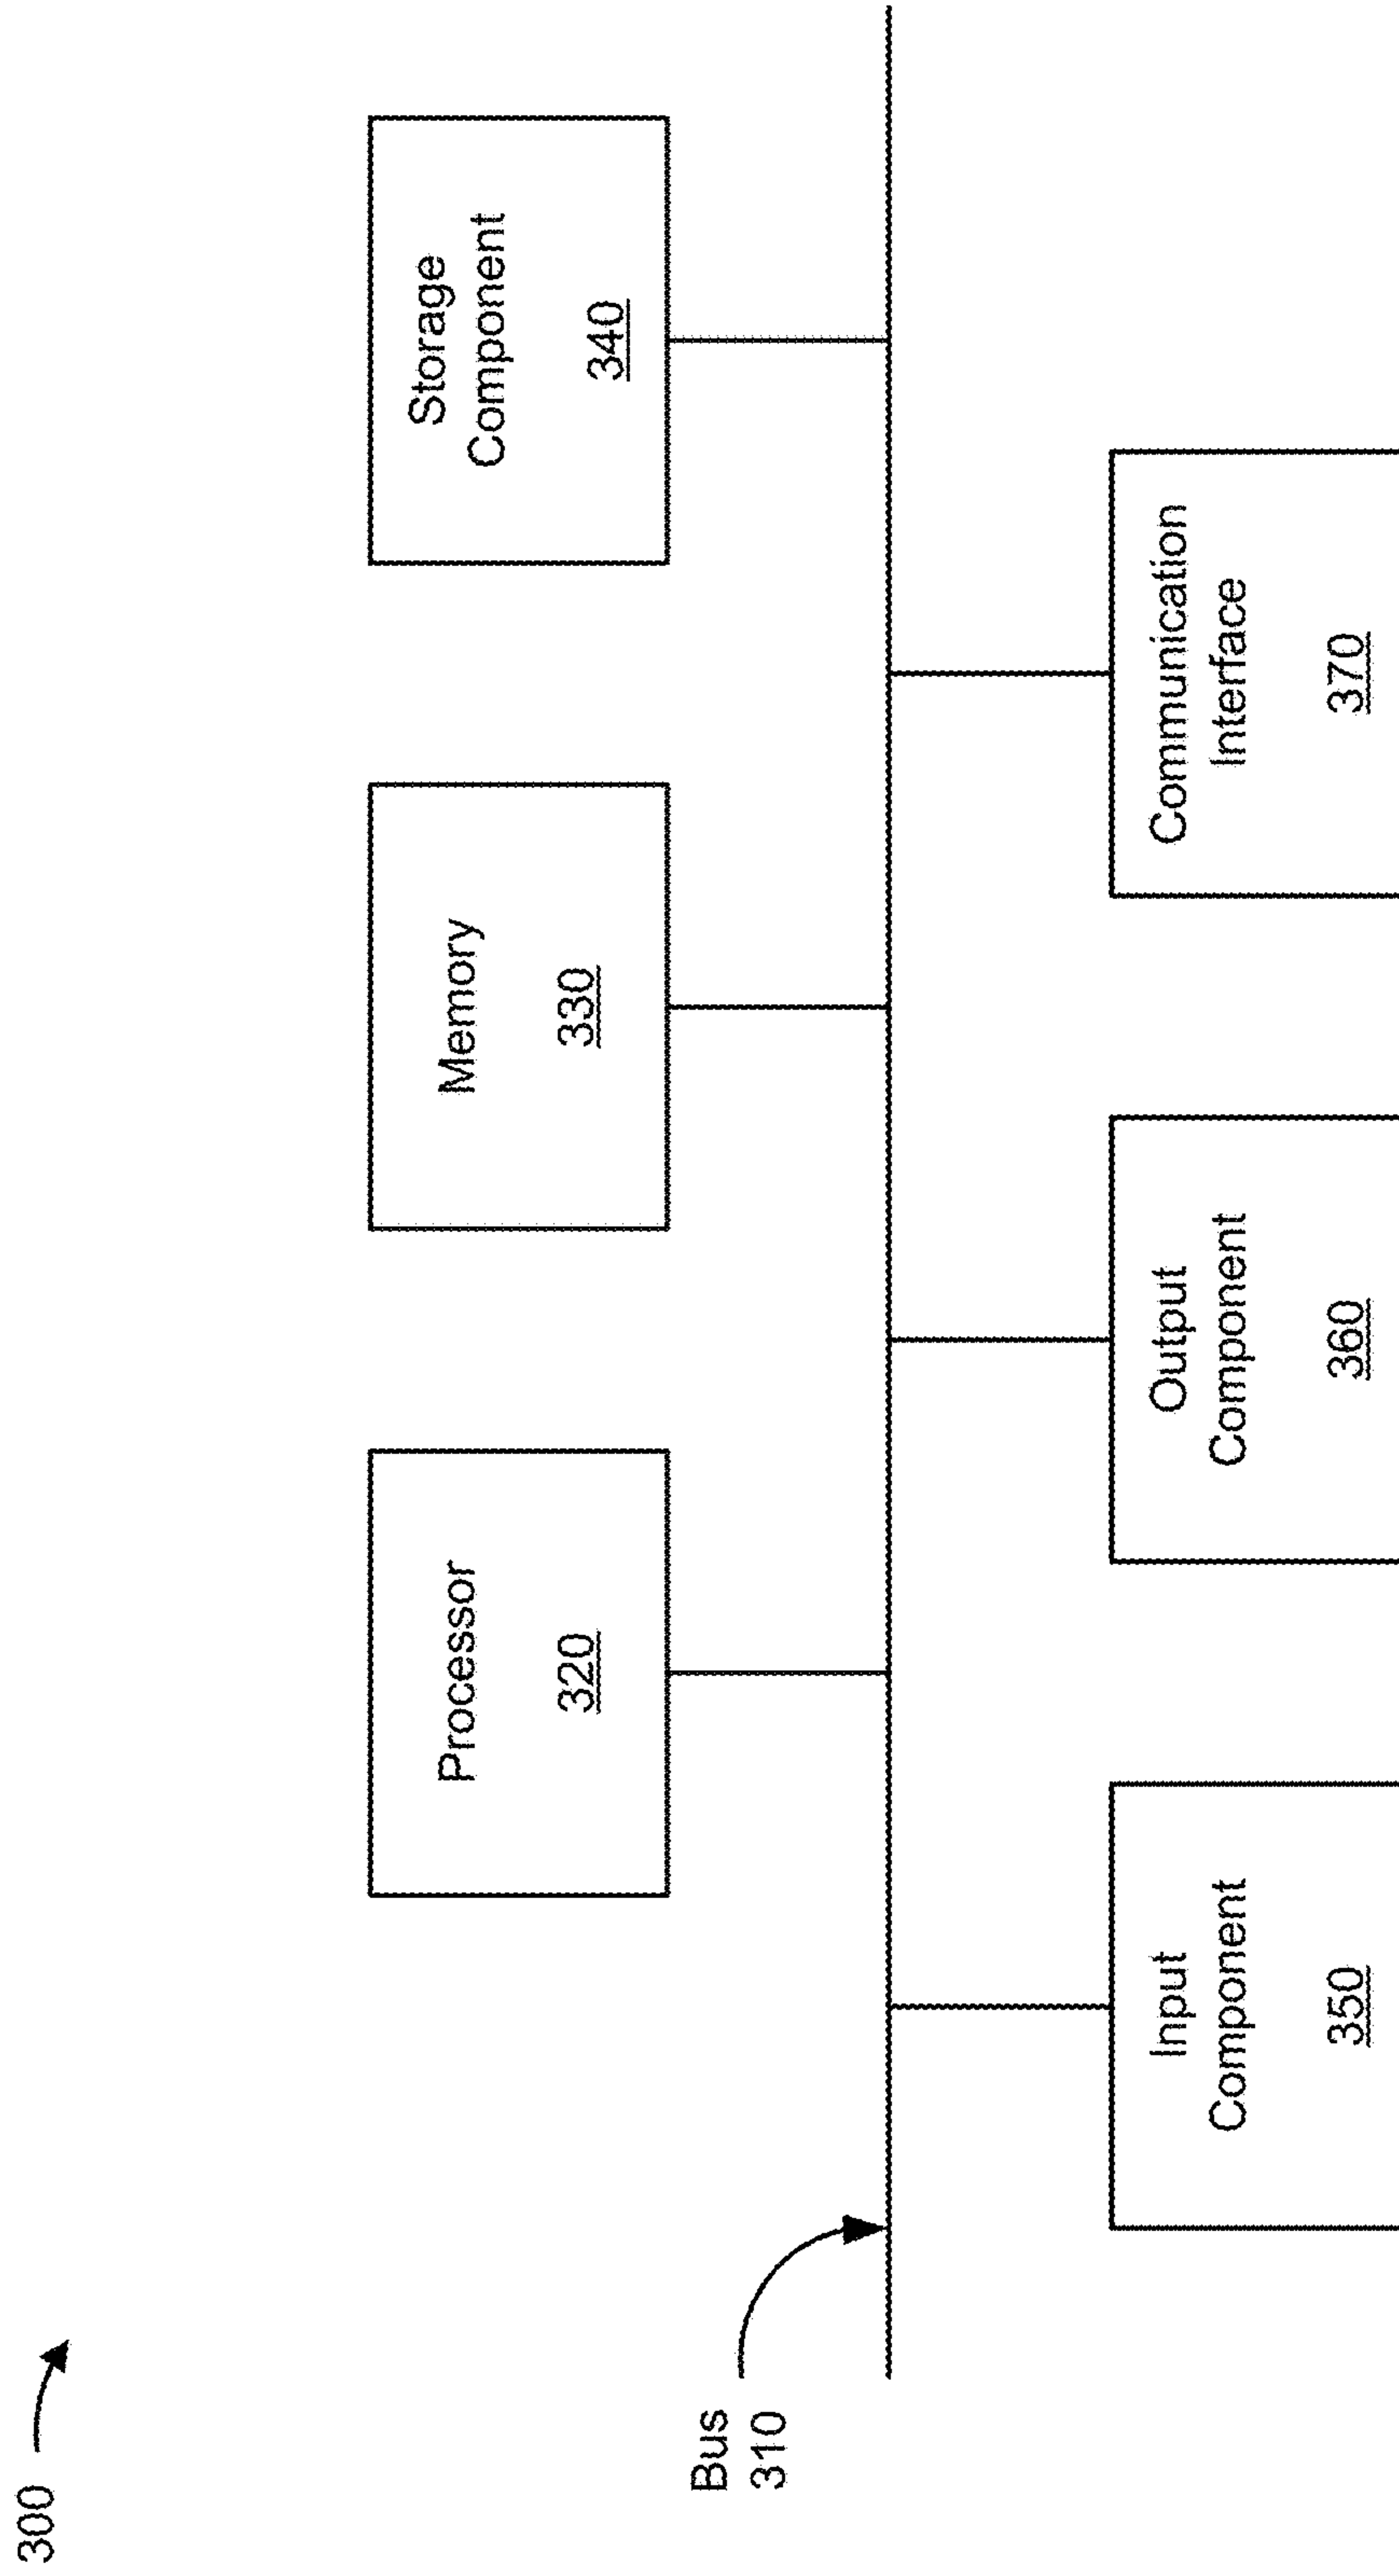 300
Processor
320
Memory
330
Storage
Component
340
Bus
310
Input
Component
350
Output
Component
360
Communication
Interface
370